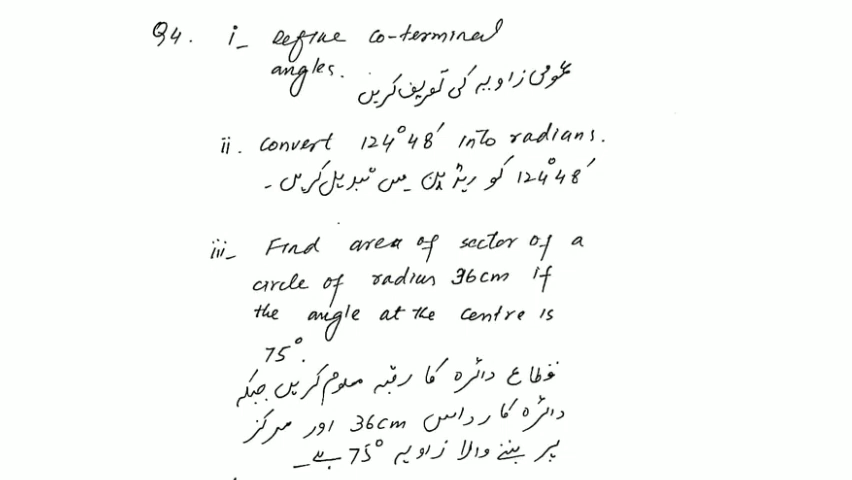 Q4. i_ Define co-terminal
angles.
عمومی زاویہ کی تعریف کریں
ii. convert 124°48′ into radians.
124°48′ کو ریڈین میں تبدیل کریں ۔
iii_ Find area of sector of a
circle of radius 36cm if
the angle at the centre is
75°.
قطاع دائرہ کا رقبہ معلوم کریں جبکہ
دائرہ کا رداس 36cm اور مرکز
پر بننے والا زاویہ 75° ہے ۔